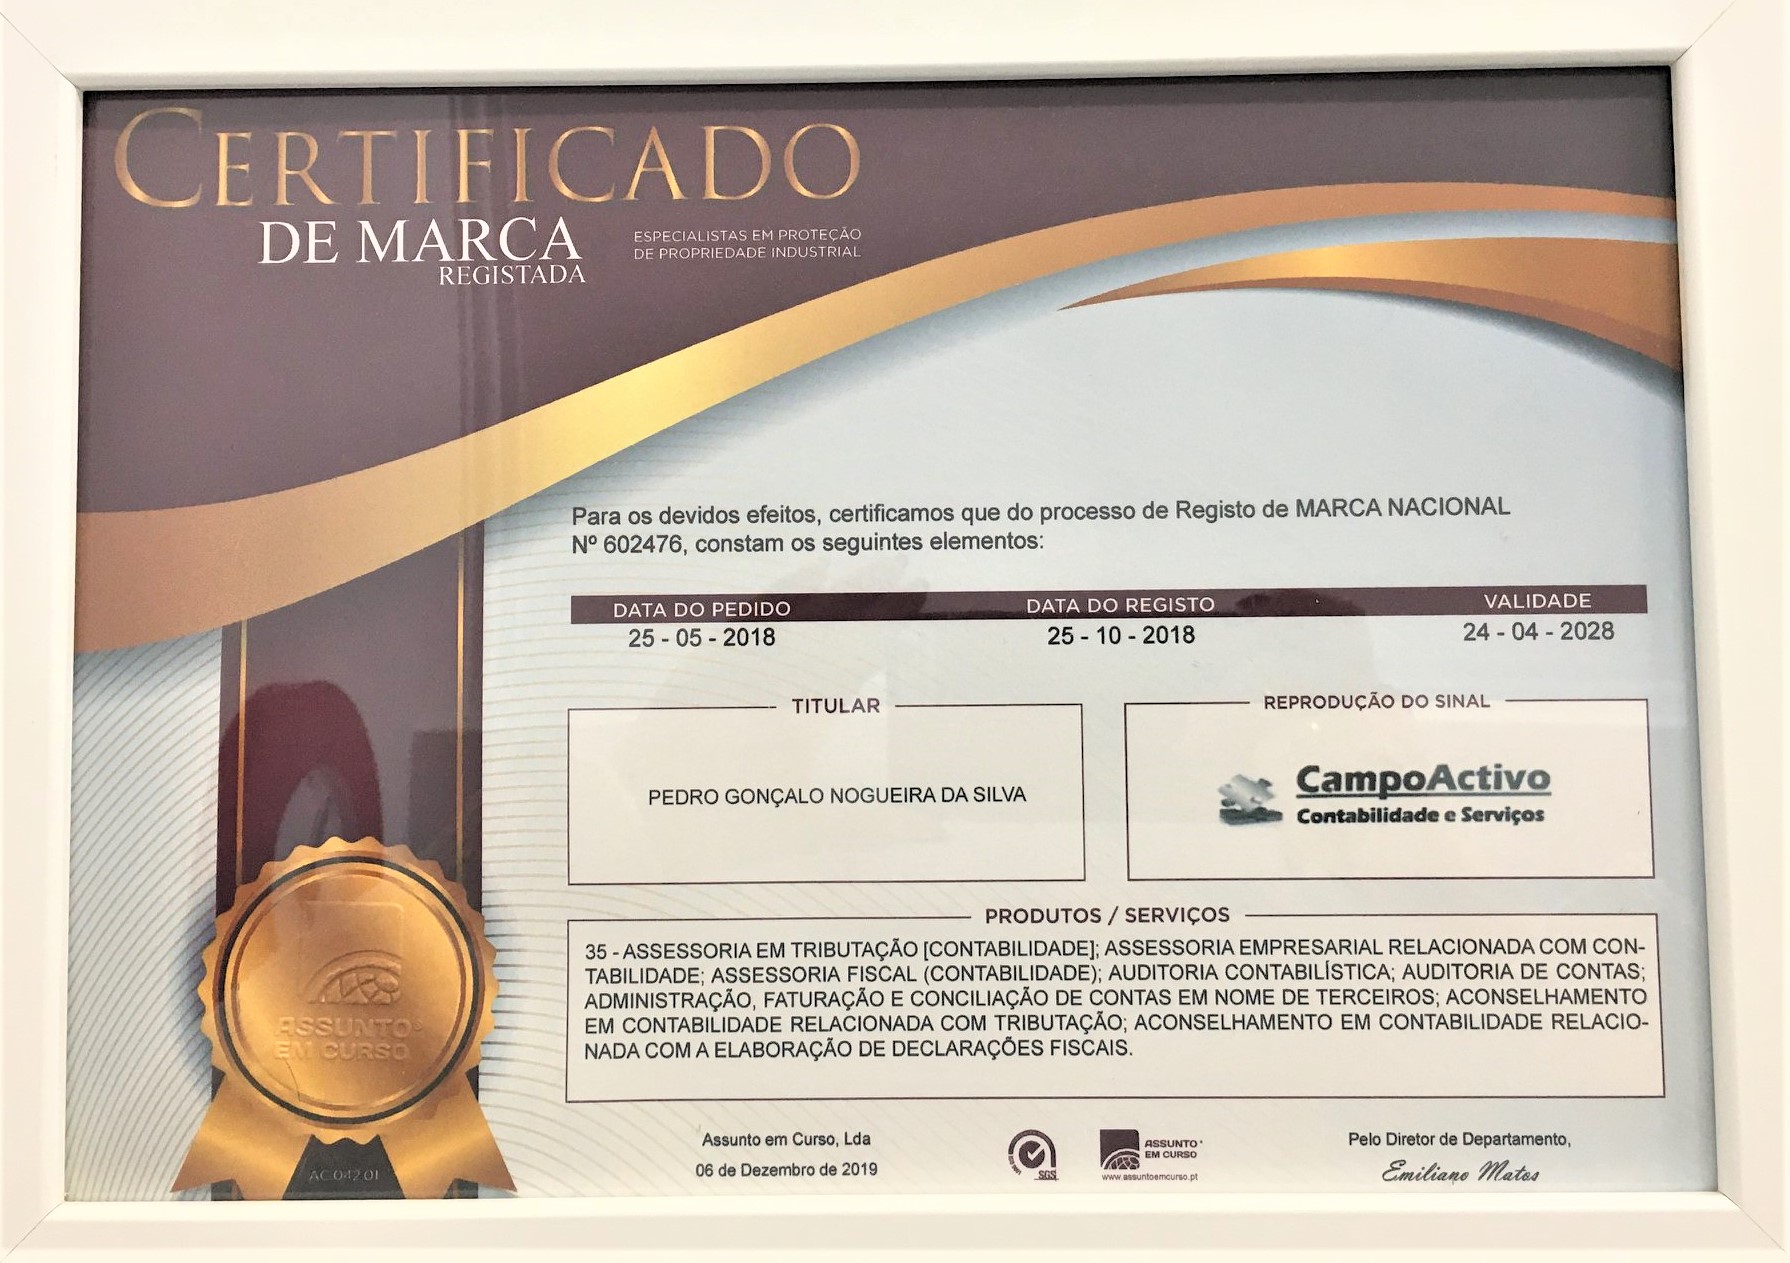 CERTIFICADO
DE MARCA
REGISTADA
ESPECIALISTAS EM PROTEÇÃO
DE PROPRIEDADE INDUSTRIAL
Para os devidos efeitos, certificamos que do processo de Registo de MARCA NACIONAL
Nº 602476, constam os seguintes elementos:
DATA DO PEDIDO DATA DO REGISTO VALIDADE
25 - 05 - 2018 25 - 10 - 2018 24 - 04 - 2028
TITULAR
PEDRO GONÇALO NOGUEIRA DA SILVA
REPRODUÇÃO DO SINAL
CampoActivo
Contabilidade e Serviços
PRODUTOS / SERVIÇOS
35 - ASSESSORIA EM TRIBUTAÇÃO [CONTABILIDADE]; ASSESSORIA EMPRESARIAL RELACIONADA COM CON-
TABILIDADE; ASSESSORIA FISCAL (CONTABILIDADE); AUDITORIA CONTABILÍSTICA; AUDITORIA DE CONTAS;
ADMINISTRAÇÃO, FATURAÇÃO E CONCILIAÇÃO DE CONTAS EM NOME DE TERCEIROS; ACONSELHAMENTO
EM CONTABILIDADE RELACIONADA COM TRIBUTAÇÃO; ACONSELHAMENTO EM CONTABILIDADE RELACIO-
NADA COM A ELABORAÇÃO DE DECLARAÇÕES FISCAIS.
ASSUNTO
EM CURSO
AC 042 01
Assunto em Curso, Lda
06 de Dezembro de 2019
SGS
ASSUNTO
EM CURSO
www.assuntoemcurso.pt
Pelo Diretor de Departamento,
Emiliano Matos